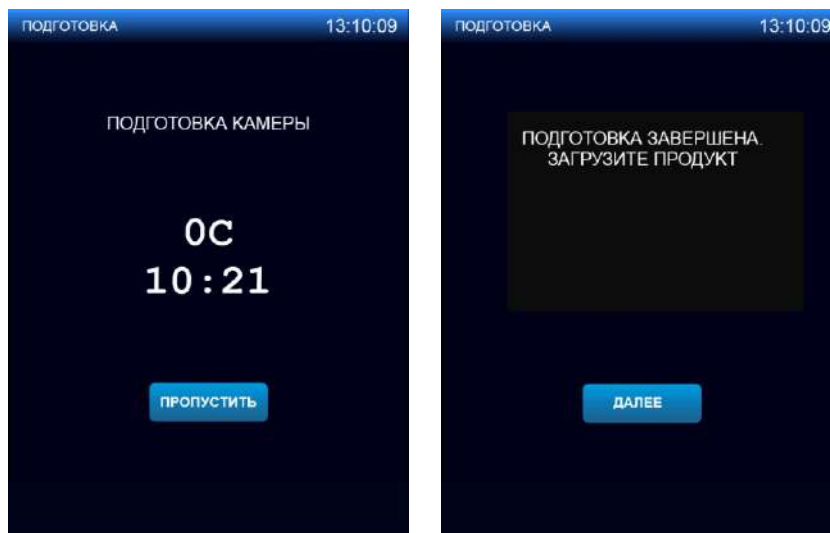 ПОДГОТОВКА 13:10:09
ПОДГОТОВКА КАМЕРЫ
0C
10:21
ПРОПУСТИТЬ
ПОДГОТОВКА 13:10:09
ПОДГОТОВКА ЗАВЕРШЕНА.
ЗАГРУЗИТЕ ПРОДУКТ
ДАЛЕЕ